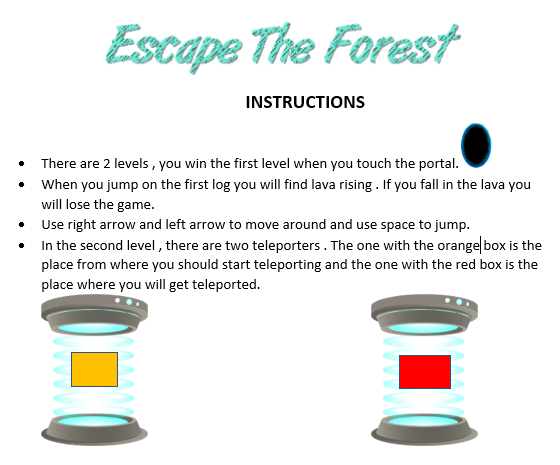 Escape The Forest
INSTRUCTIONS
• There are 2 levels , you win the first level when you touch the portal.
• When you jump on the first log you will find lava rising . If you fall in the lava you
will lose the game.
• Use right arrow and left arrow to move around and use space to jump.
• In the second level , there are two teleporters . The one with the orange box is the
place from where you should start teleporting and the one with the red box is the
place where you will get teleported.